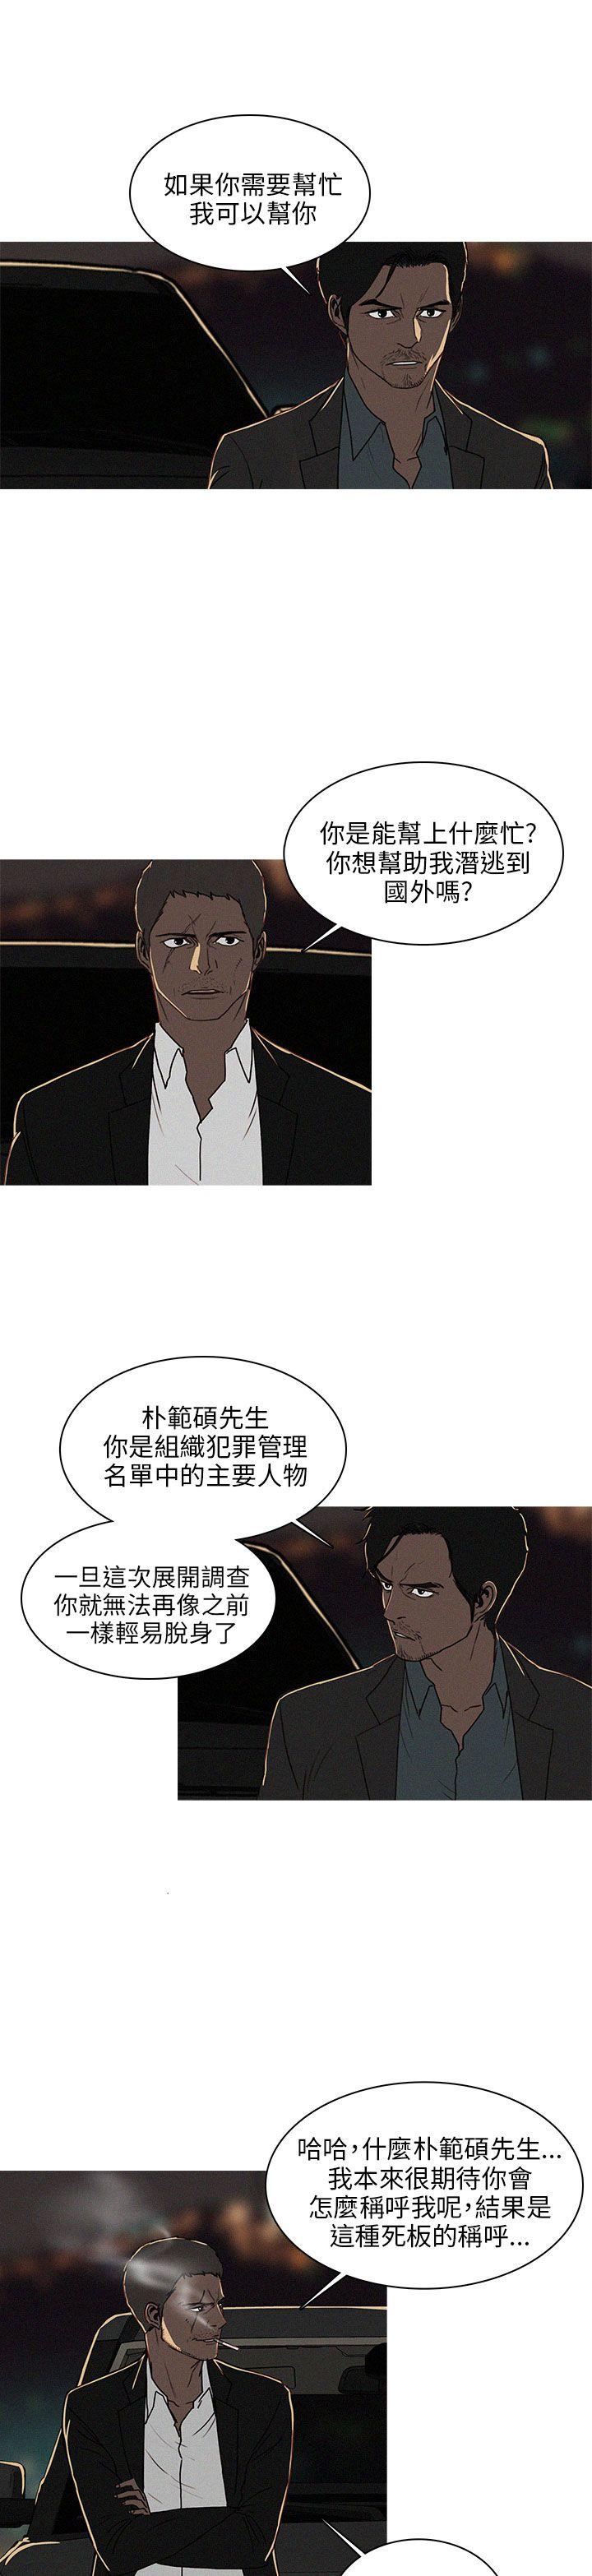 如果你需要幫忙
我可以幫你
你是能幫上什麼忙?
你想幫助我潛逃到
國外嗎?
朴範碩先生
你是組織犯罪管理
名單中的主要人物
一旦這次展開調查
你就無法再像之前
一樣輕易脫身了
哈哈,什麼朴範碩先生...
我本來很期待你會
怎麼稱呼我呢,結果是
這種死板的稱呼...